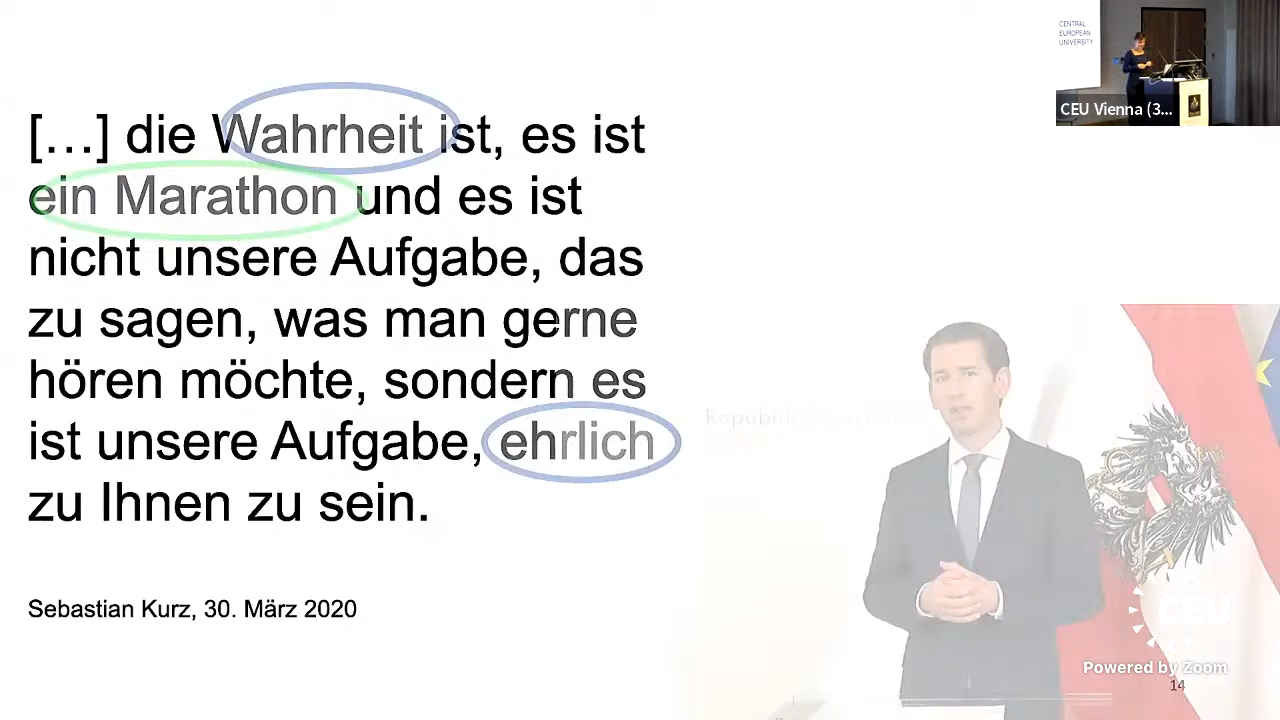 CENTRAL
EUROPEAN
UNIVERSITY
CEU Vienna (3...
[...] die Wahrheit ist, es ist
ein Marathon und es ist
nicht unsere Aufgabe, das
zu sagen, was man gerne
hören möchte, sondern es
ist unsere Aufgabe, ehrlich
zu Ihnen zu sein.
Sebastian Kurz, 30. März 2020
CEU
Powered by Zoom
14